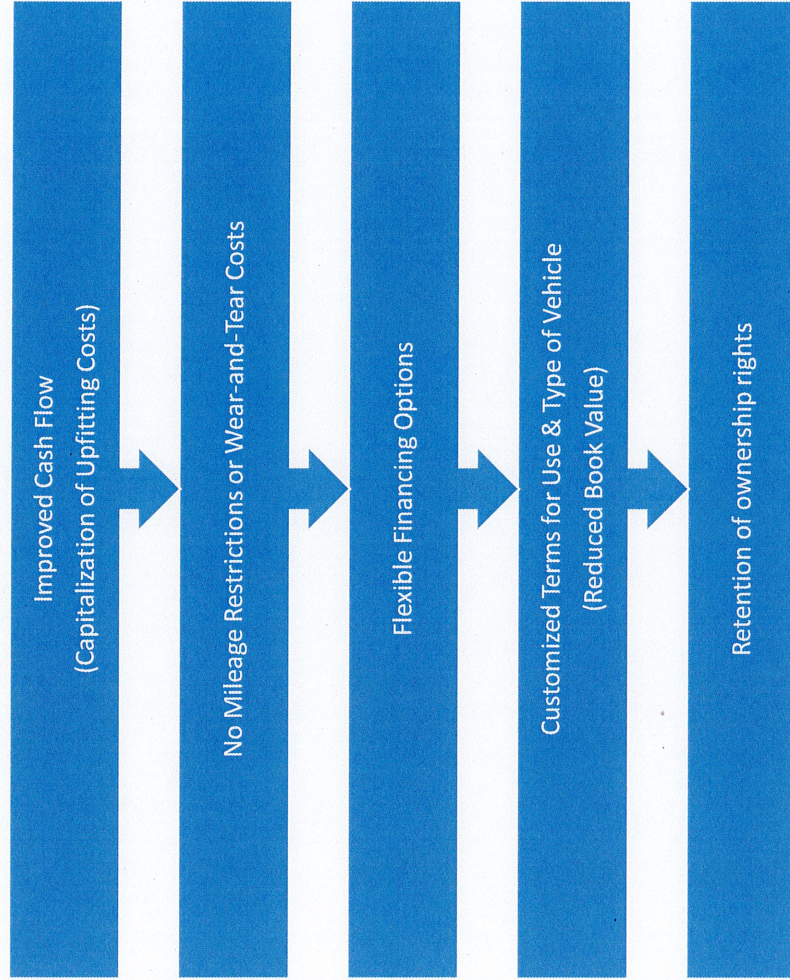 Improved Cash Flow
(Capitalization of Upfitting Costs)
No Mileage Restrictions or Wear-and-Tear Costs
Flexible Financing Options
Customized Terms for Use & Type of Vehicle
(Reduced Book Value)
Retention of ownership rights